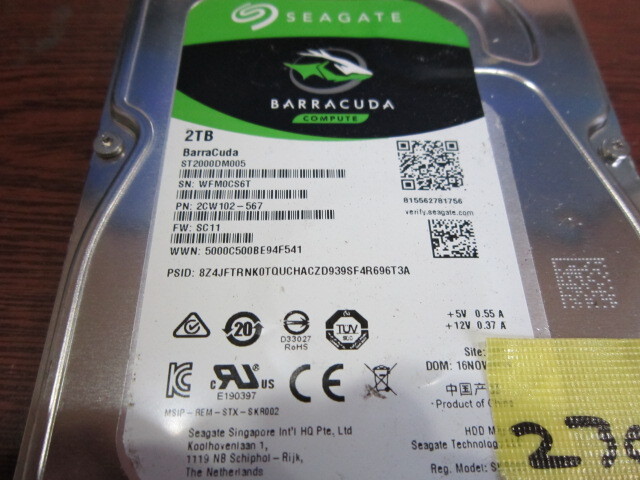 SEAGATE
BARRACUDA
COMPUTE
2TB
BarraCuda
ST2000DM005
SN: WFM0CS6T
PN: 2CW102-567
FW: SC11
WWN: 5000C500BE94F541
PSID: 8Z4JFTRNK0TQUCHACZD939SF4R696T3A
815562781756
verify.seagate.com
+5V 0.55 A
+12V 0.37 A
20
D33027
RoHS
TUV
Site:
DOM: 16NOV
c UL US
E190397
CE
中国产
Product of
MSIP-REM-STX-SKR002
Seagate Singapore Int'l HQ Pte, Ltd
Koolhovenlaan 1,
1119 NB Schiphol-Rijk,
The Netherlands
HDD M
Seagate Technolog
Reg. Model: S